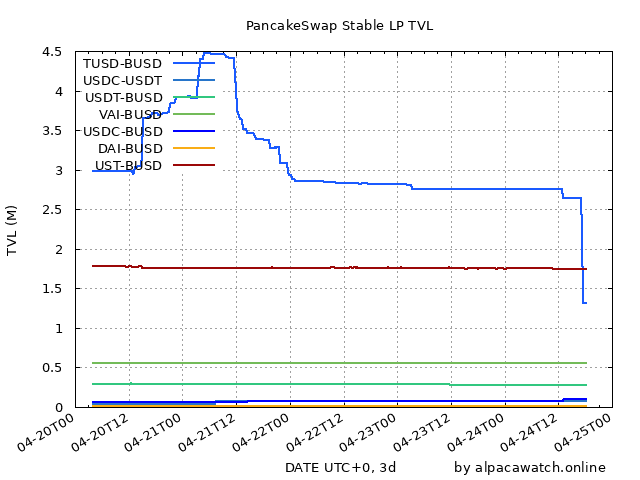 PancakeSwap Stable LP TVL
4.5
4
3.5
3
2.5
2
1.5
1
0.5
0
TVL (M)
TUSD-BUSD
USDC-USDT
USDT-BUSD
VAI-BUSD
USDC-BUSD
DAI-BUSD
UST-BUSD
04-20T00
04-20T12
04-21T00
04-21T12
04-22T00
04-22T12
04-23T00
04-23T12
04-24T00
04-24T12
04-25T00
DATE UTC+0, 3d
by alpacawatch.online